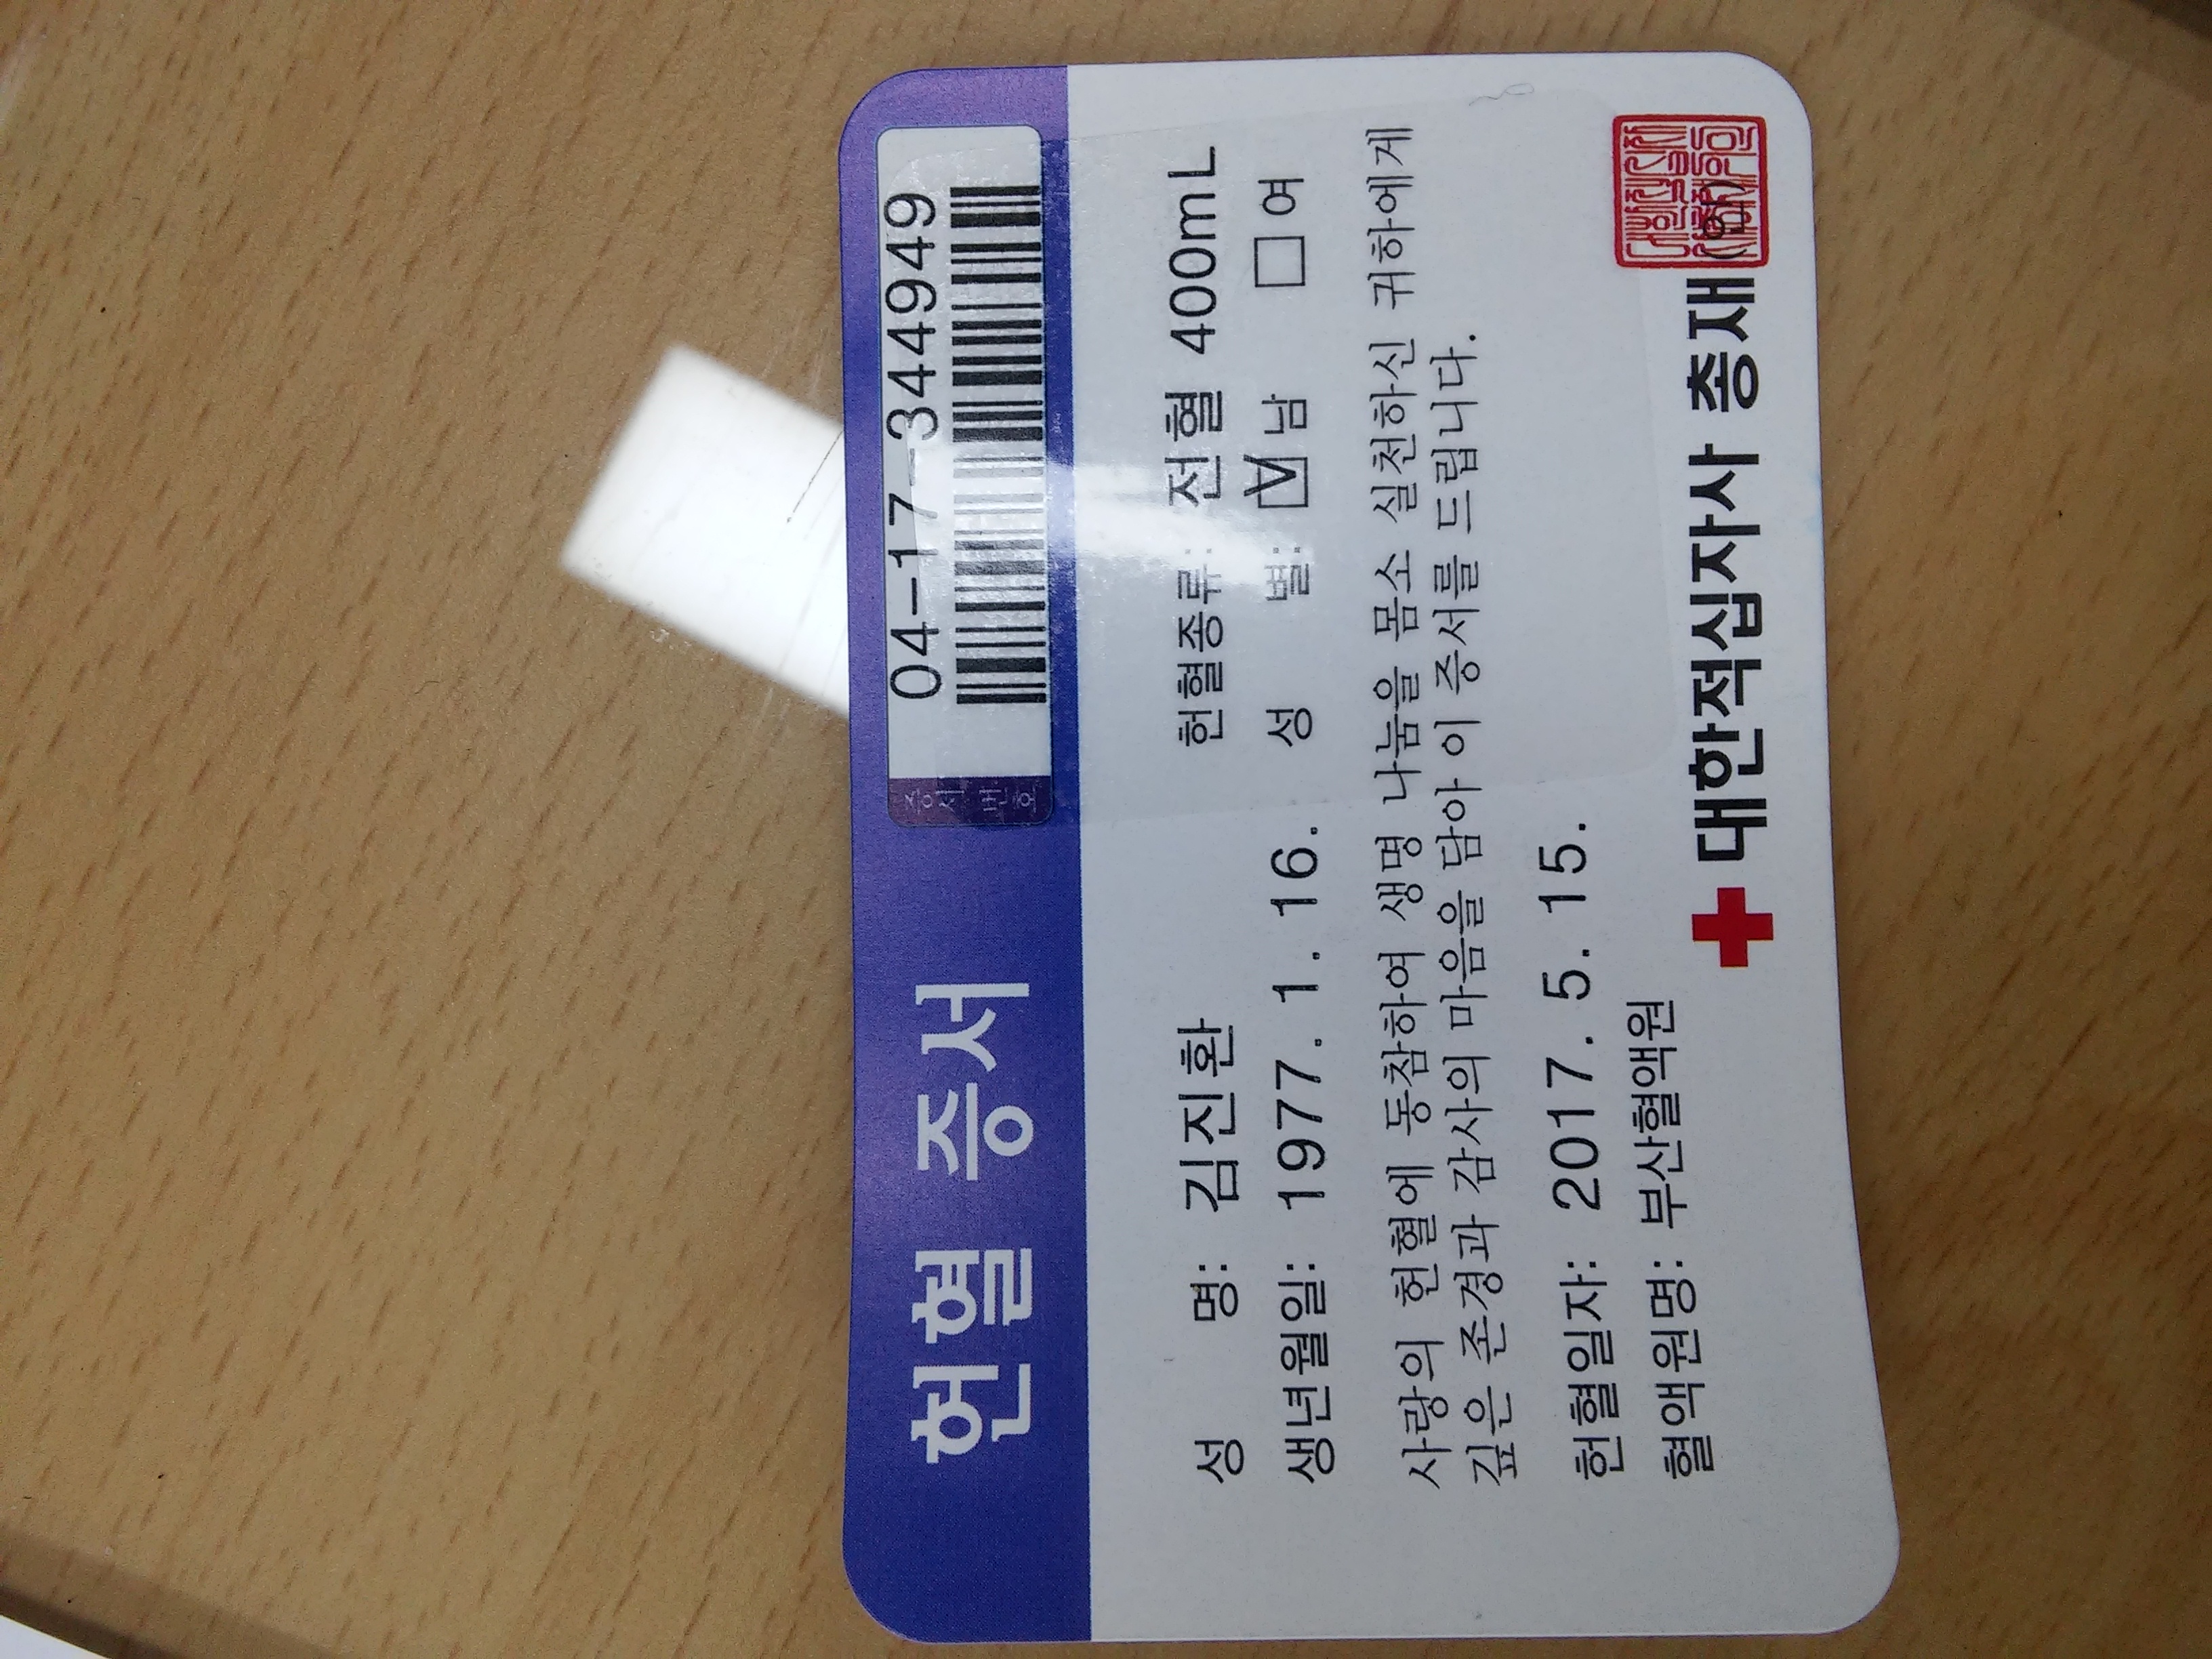 헌혈 증서
증서번호
04-17-344949
성 명: 김진환
헌혈종류: 전혈 400mL
생년월일: 1977. 1. 16.
성 별: ☑남 □여
사랑의 헌혈에 동참하여 생명 나눔을 몸소 실천하신 귀하에게
깊은 존경과 감사의 마음을 담아 이 증서를 드립니다.
헌혈일자: 2017. 5. 15.
혈액원명: 부산혈액원
대한적십자사 총재 (인)